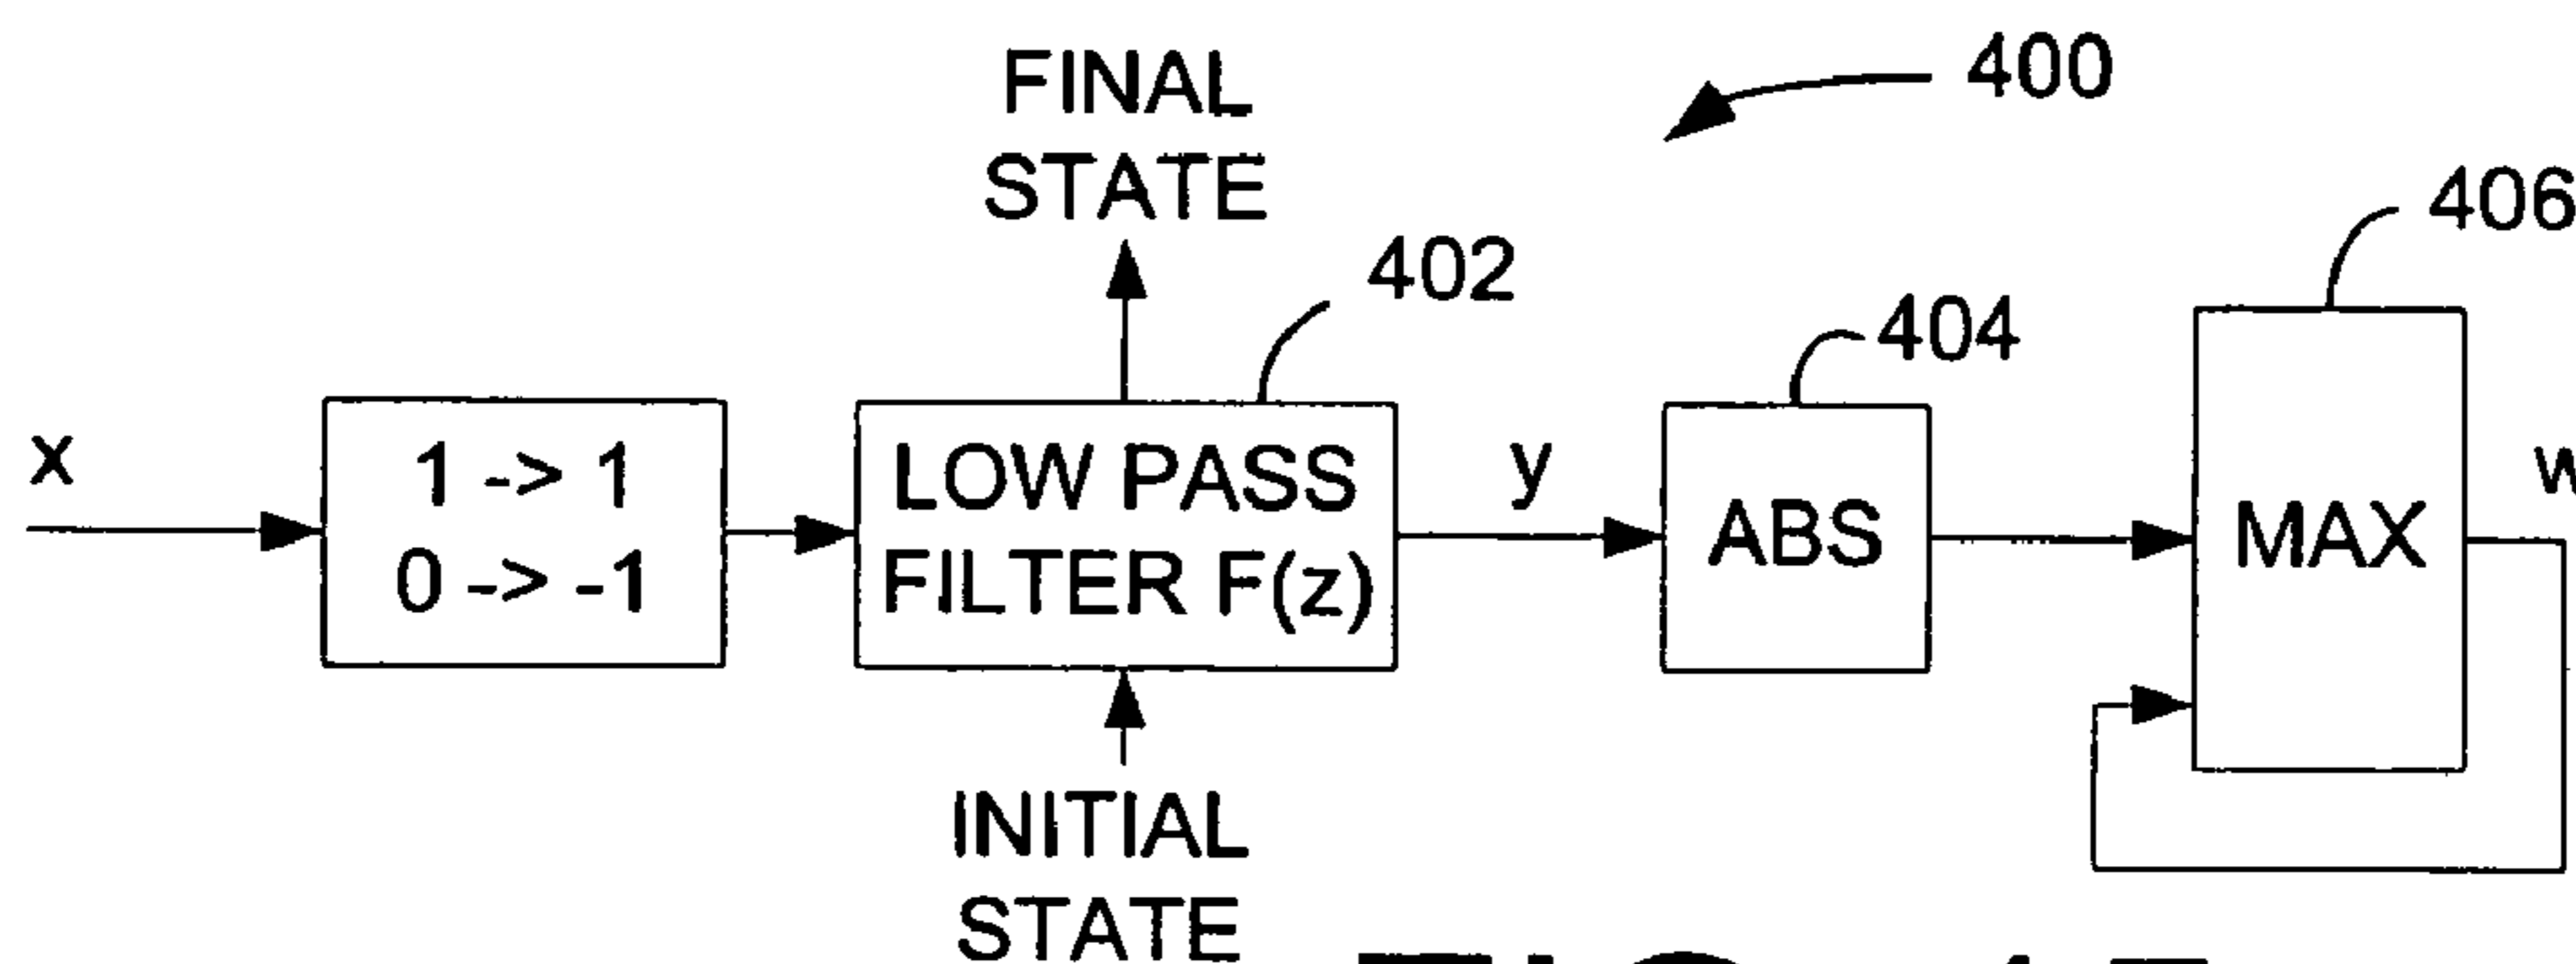 FINAL
STATE
400
406
402
404
x
1 -> 1
0 -> -1
LOW PASS
FILTER F(z)
y
ABS
MAX
w
INITIAL
STATE